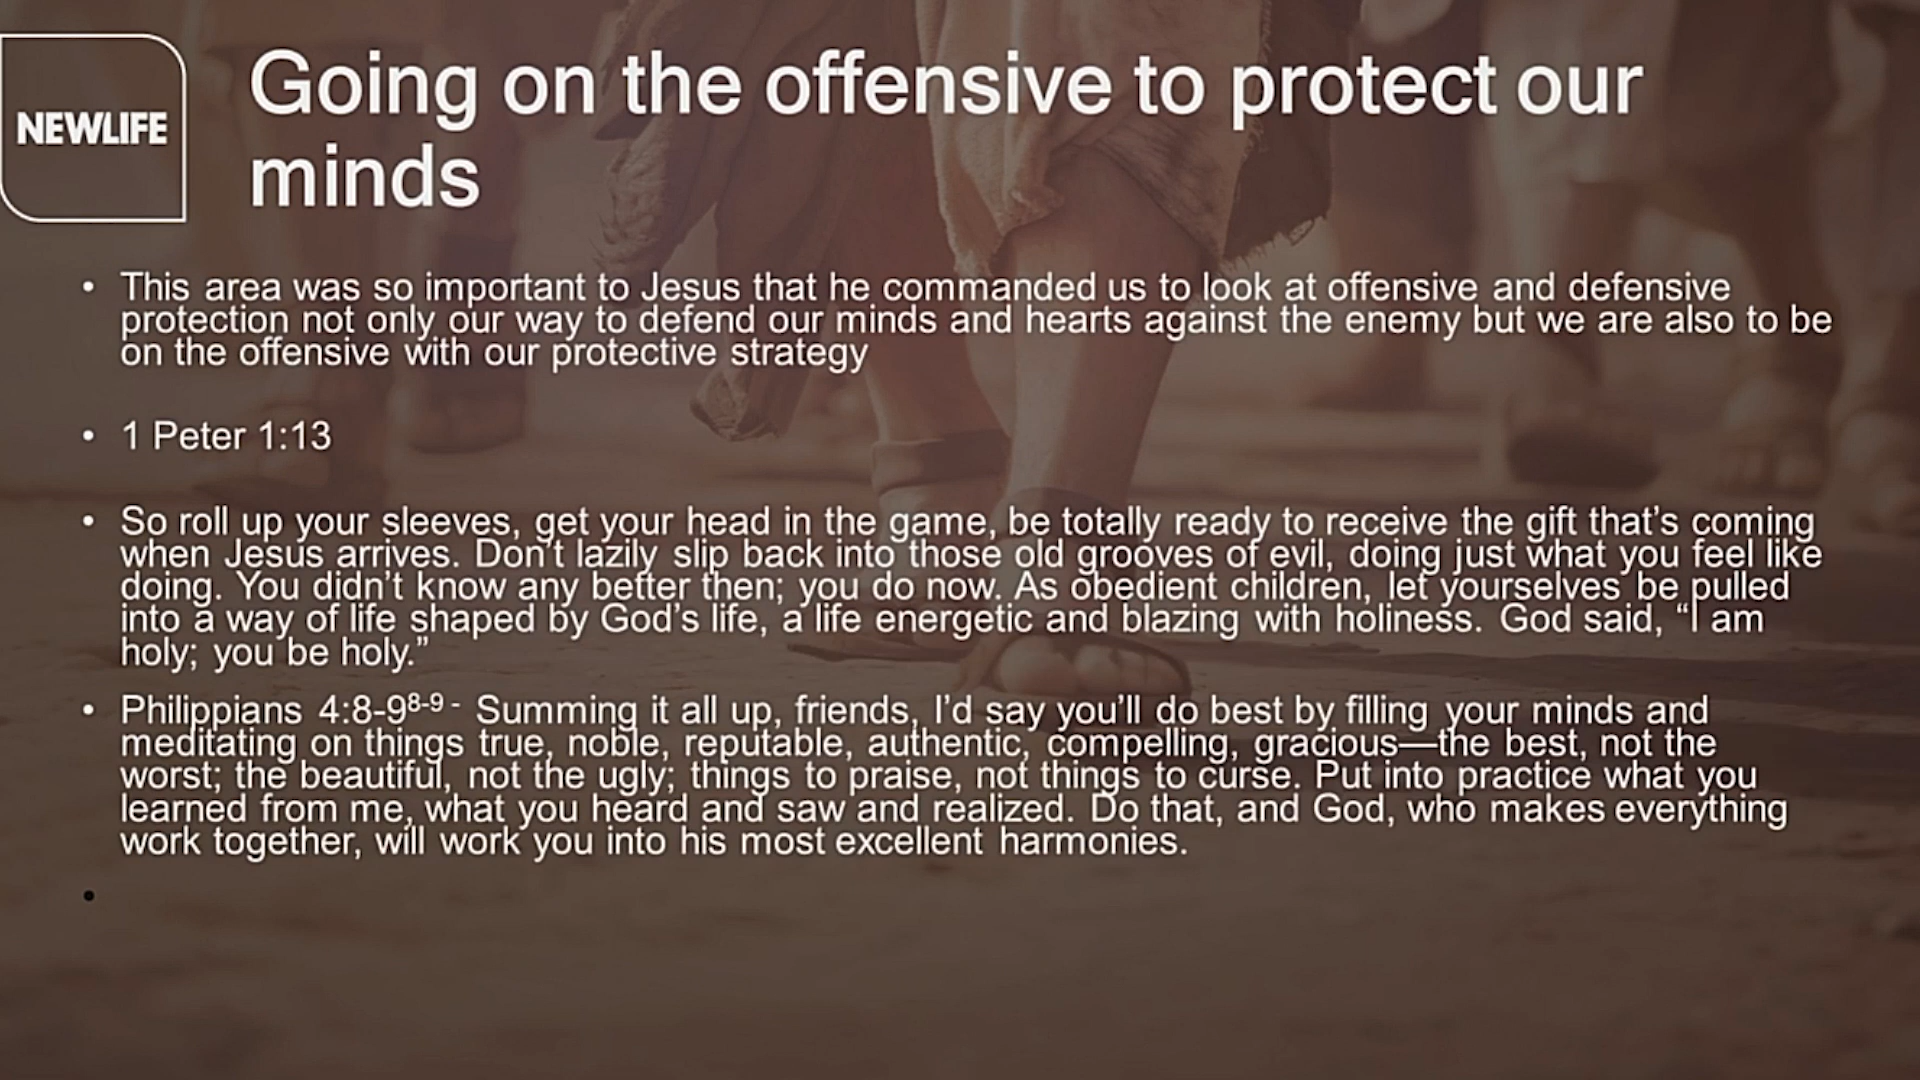 NEWLIFE
Going on the offensive to protect our
minds
• This area was so important to Jesus that he commanded us to look at offensive and defensive
protection not only our way to defend our minds and hearts against the enemy but we are also to be
on the offensive with our protective strategy
• 1 Peter 1:13
• So roll up your sleeves, get your head in the game, be totally ready to receive the gift that’s coming
when Jesus arrives. Don’t lazily slip back into those old grooves of evil, doing just what you feel like
doing. You didn’t know any better then; you do now. As obedient children, let yourselves be pulled
into a way of life shaped by God’s life, a life energetic and blazing with holiness. God said, “I am
holy; you be holy.”
• Philippians 4:8-9⁸⁻⁹ - Summing it all up, friends, I’d say you’ll do best by filling your minds and
meditating on things true, noble, reputable, authentic, compelling, gracious—the best, not the
worst; the beautiful, not the ugly; things to praise, not things to curse. Put into practice what you
learned from me, what you heard and saw and realized. Do that, and God, who makes everything
work together, will work you into his most excellent harmonies.
•